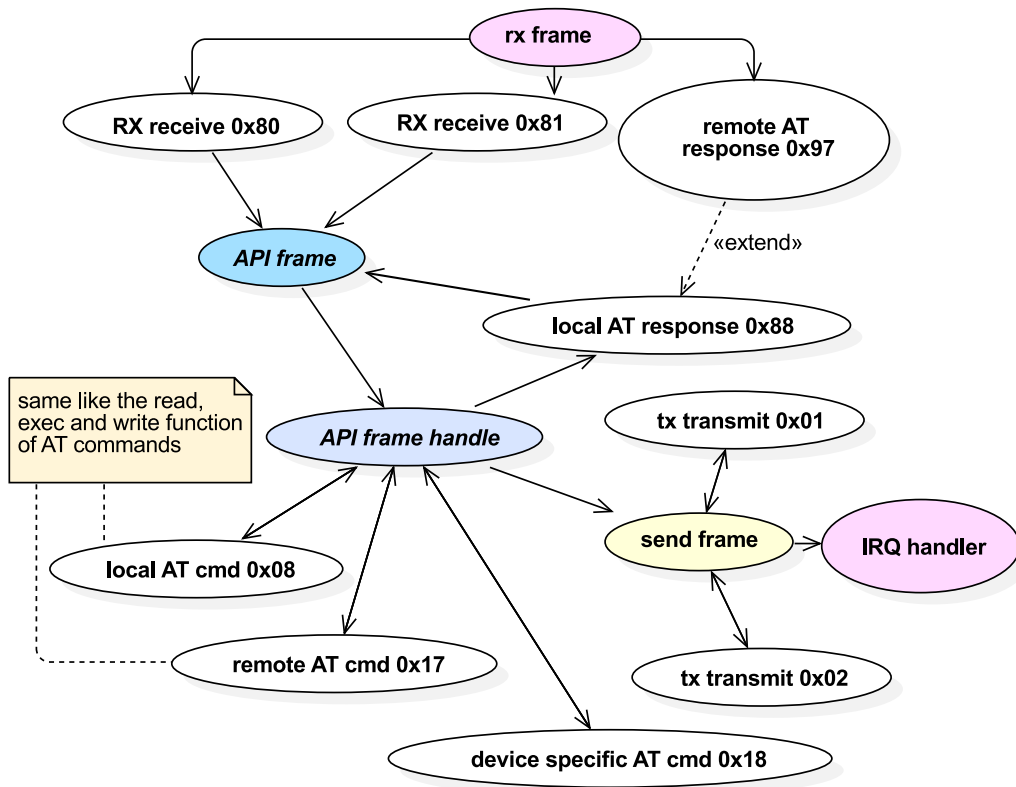 rx frame
RX receive 0x80
RX receive 0x81
remote AT
response 0x97
API frame
«extend»
local AT response 0x88
same like the read,
exec and write function
of AT commands
API frame handle
tx transmit 0x01
send frame
IRQ handler
local AT cmd 0x08
remote AT cmd 0x17
tx transmit 0x02
device specific AT cmd 0x18